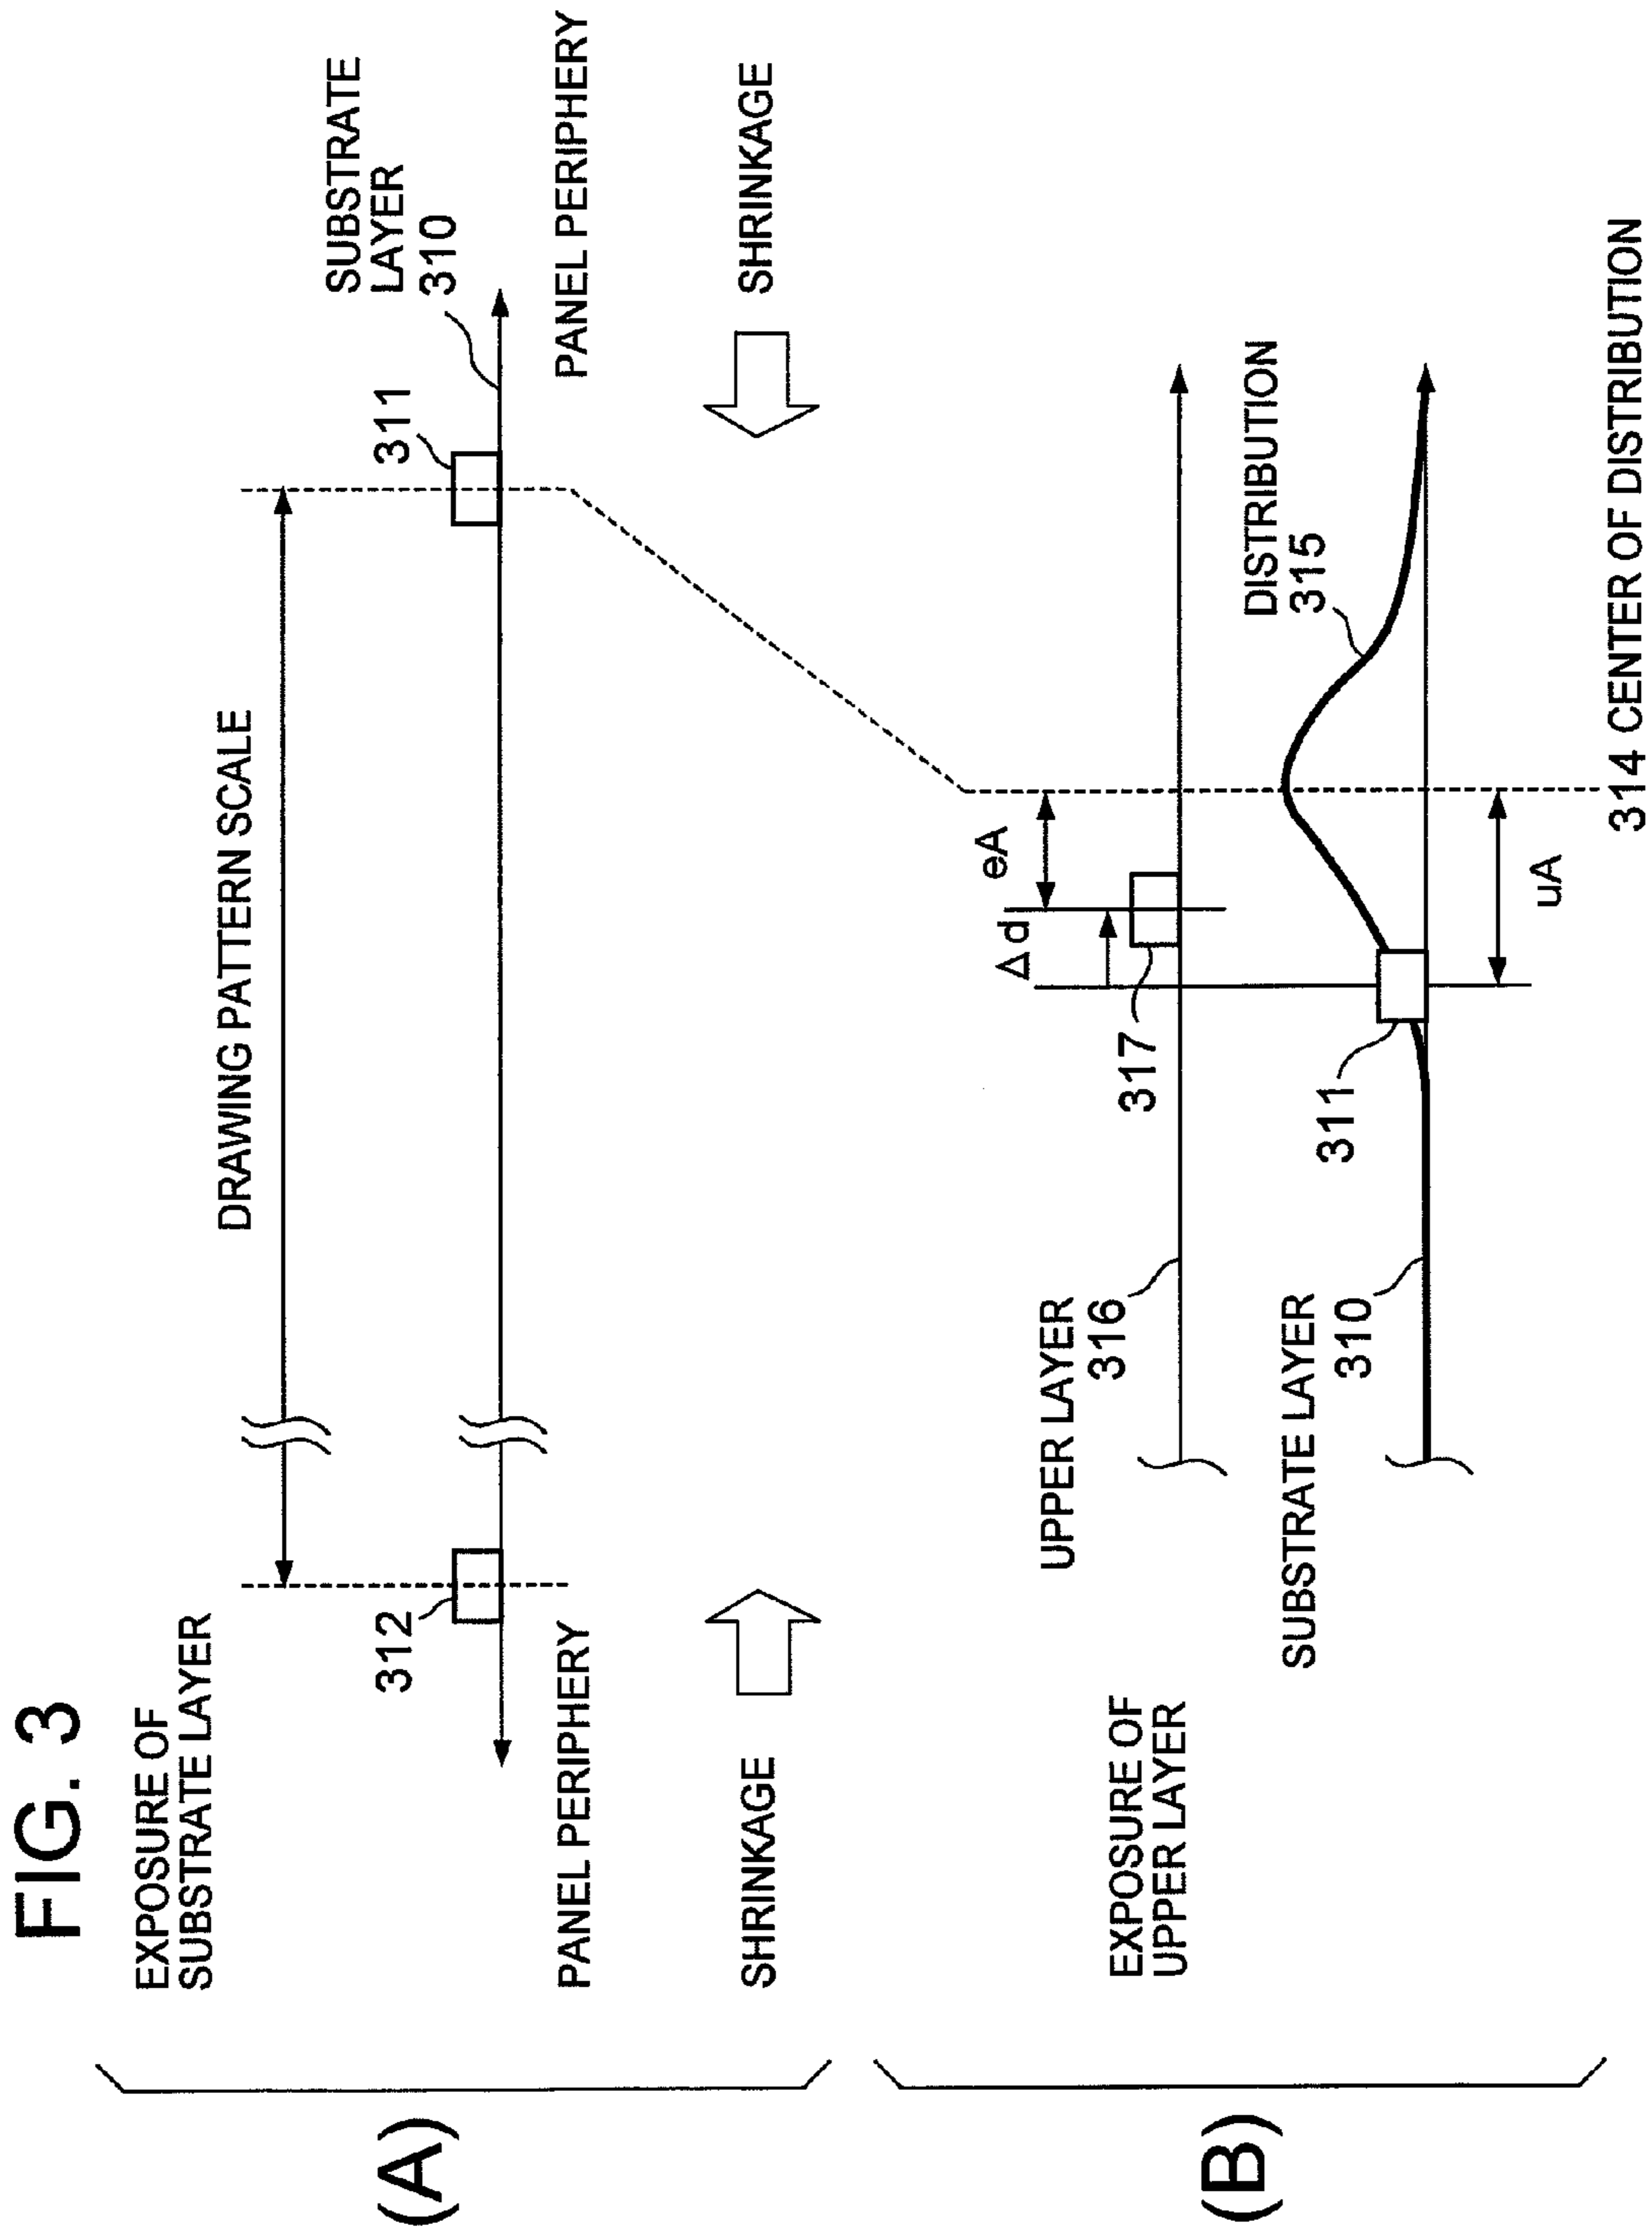 FIG. 3
(A)
EXPOSURE OF
SUBSTRATE LAYER
DRAWING PATTERN SCALE
SUBSTRATE
LAYER
310
312
311
PANEL PERIPHERY
PANEL PERIPHERY
SHRINKAGE
SHRINKAGE
(B)
EXPOSURE OF
UPPER LAYER
UPPER LAYER
316
317
Δd
eA
DISTRIBUTION
315
SUBSTRATE LAYER
310
311
uA
314 CENTER OF DISTRIBUTION